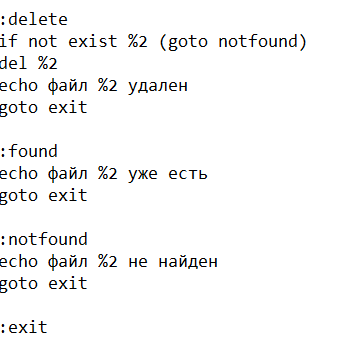 :delete
if not exist %2 (goto notfound)
del %2
echo файл %2 удален
goto exit

:found
echo файл %2 уже есть
goto exit

:notfound
echo файл %2 не найден
goto exit

:exit